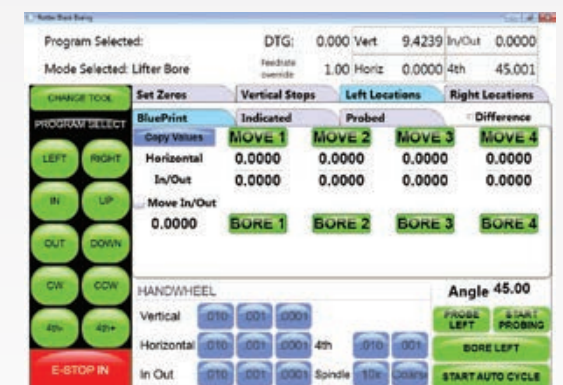 Rottler Block Boring
Program Selected: DTG: 0.000 Vert 9.4239 In/Out 0.0000
Mode Selected: Lifter Bore Feedrate override 1.00 Horiz 0.0000 4th 45.001
CHANGE TOOL Set Zeros Vertical Stops Left Locations Right Locations
PROGRAM SELECT BluePrint Indicated Probed Difference
Copy Values MOVE 1 MOVE 2 MOVE 3 MOVE 4
LEFT RIGHT Horizontal 0.0000 0.0000 0.0000 0.0000
In/Out 0.0000 0.0000 0.0000 0.0000
IN UP Move In/Out
0.0000 BORE 1 BORE 2 BORE 3 BORE 4
OUT DOWN
CW CCW HANDWHEEL Angle 45.00
Vertical .010 .001 .0001 PROBE LEFT START PROBING
4th- 4th+ Horizontal .010 .001 .0001 4th .010 .001 BORE LEFT
E-STOP IN In Out .010 .001 .0001 Spindle 10x Coarse START AUTO CYCLE